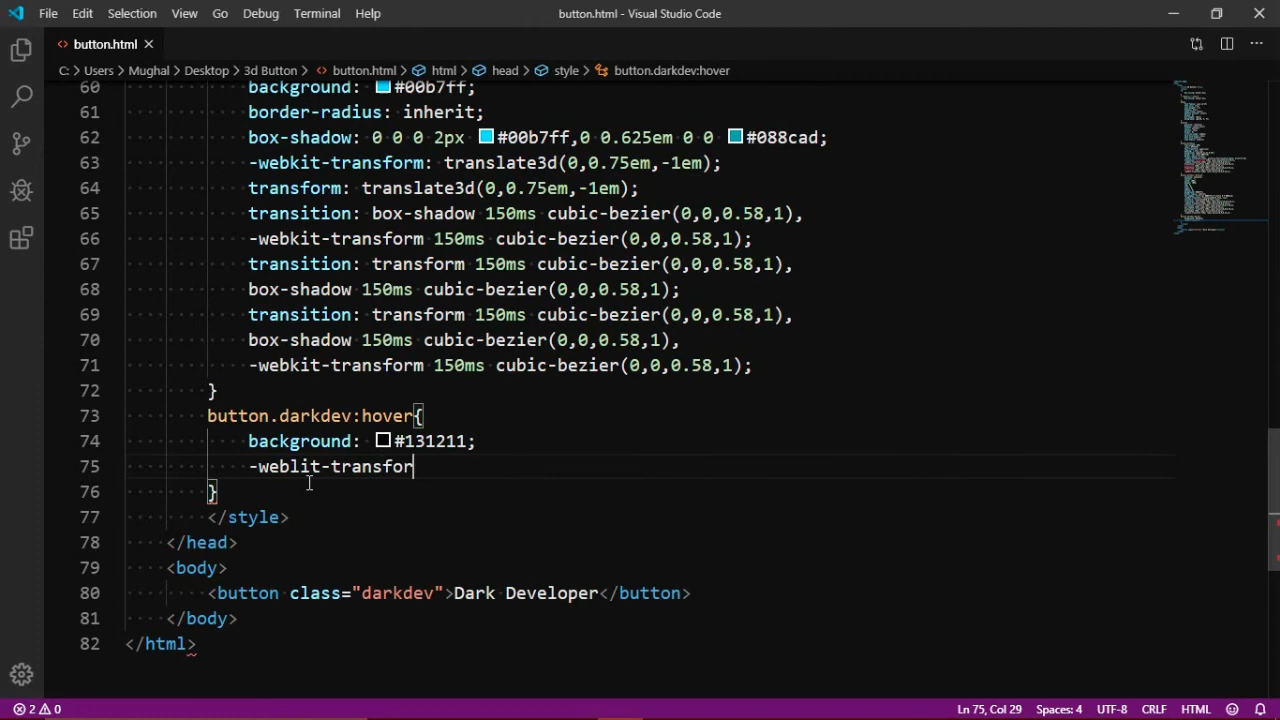 File Edit Selection View Go Debug Terminal Help button.html - Visual Studio Code
button.html
C: > Users > Mughal > Desktop > 3d Button > button.html > html > head > style > button.darkdev:hover
60 background: #00b7ff;
61 border-radius: inherit;
62 box-shadow: 0 0 0 2px #00b7ff,0 0.625em 0 0 #088cad;
63 -webkit-transform: translate3d(0,0.75em,-1em);
64 transform: translate3d(0,0.75em,-1em);
65 transition: box-shadow 150ms cubic-bezier(0,0,0.58,1),
66 -webkit-transform 150ms cubic-bezier(0,0,0.58,1);
67 transition: transform 150ms cubic-bezier(0,0,0.58,1),
68 box-shadow 150ms cubic-bezier(0,0,0.58,1);
69 transition: transform 150ms cubic-bezier(0,0,0.58,1),
70 box-shadow 150ms cubic-bezier(0,0,0.58,1),
71 -webkit-transform 150ms cubic-bezier(0,0,0.58,1);
72 }
73 button.darkdev:hover{
74 background: #131211;
75 -weblit-transfor
76 }
77 </style>
78 </head>
79 <body>
80 <button class="darkdev">Dark Developer</button>
81 </body>
82 </html>
2 0 Ln 75, Col 29 Spaces: 4 UTF-8 CRLF HTML